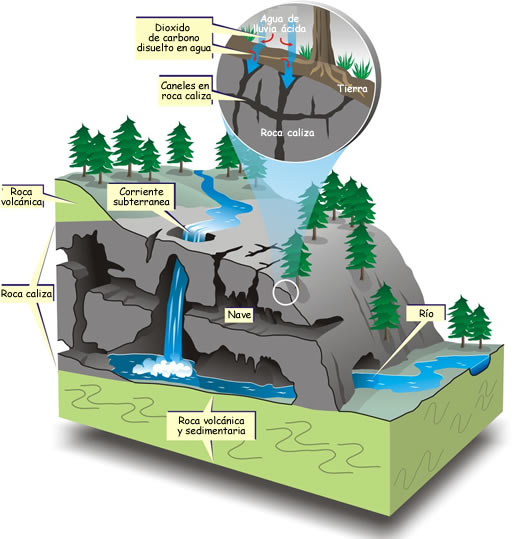 Dioxido
de carbono
disuelto en agua
Agua de
lluvia ácida
Caneles en
roca caliza
Tierra
Roca caliza
Roca
volcánica
Corriente
subterranea
Roca caliza
Nave
Río
Roca volcánica
y sedimentaria